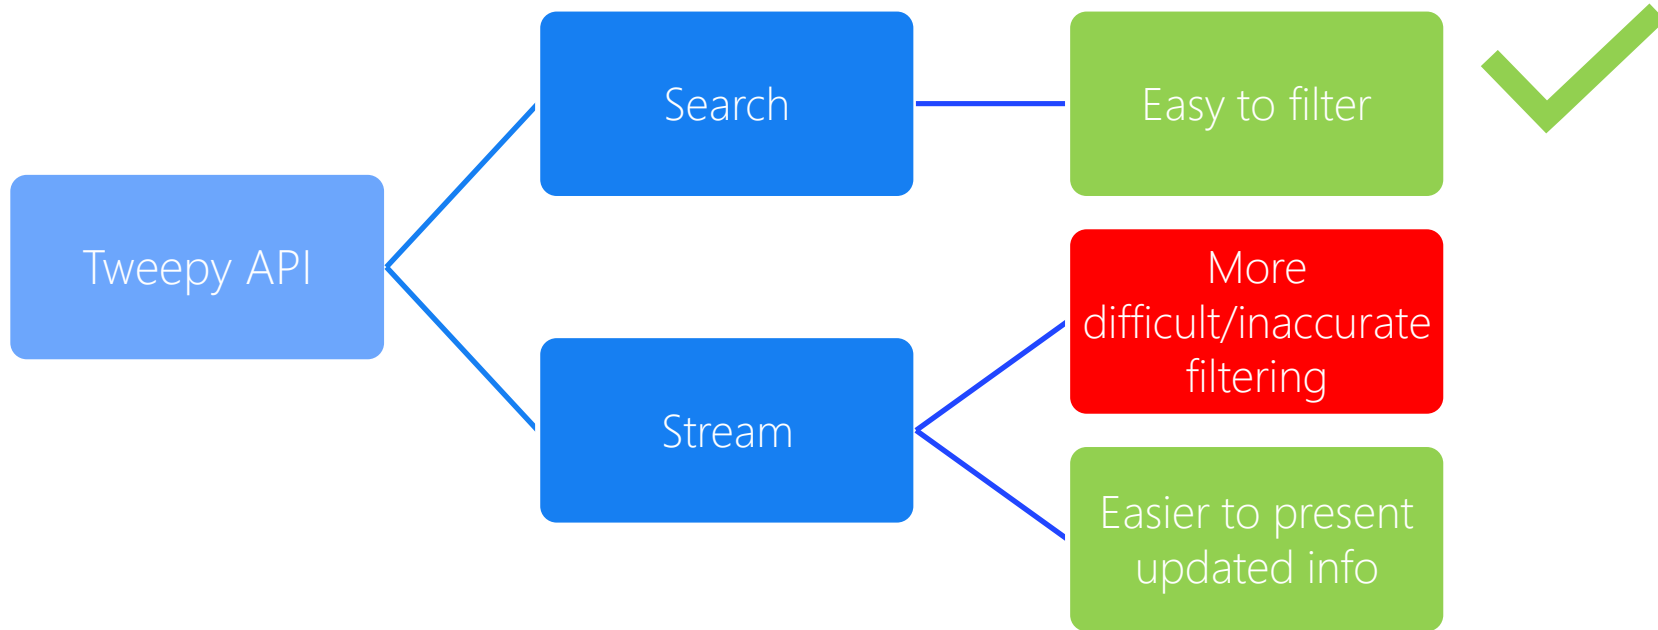 Tweepy API
Search
Easy to filter
Stream
More
difficult/inaccurate
filtering
Easier to present
updated info